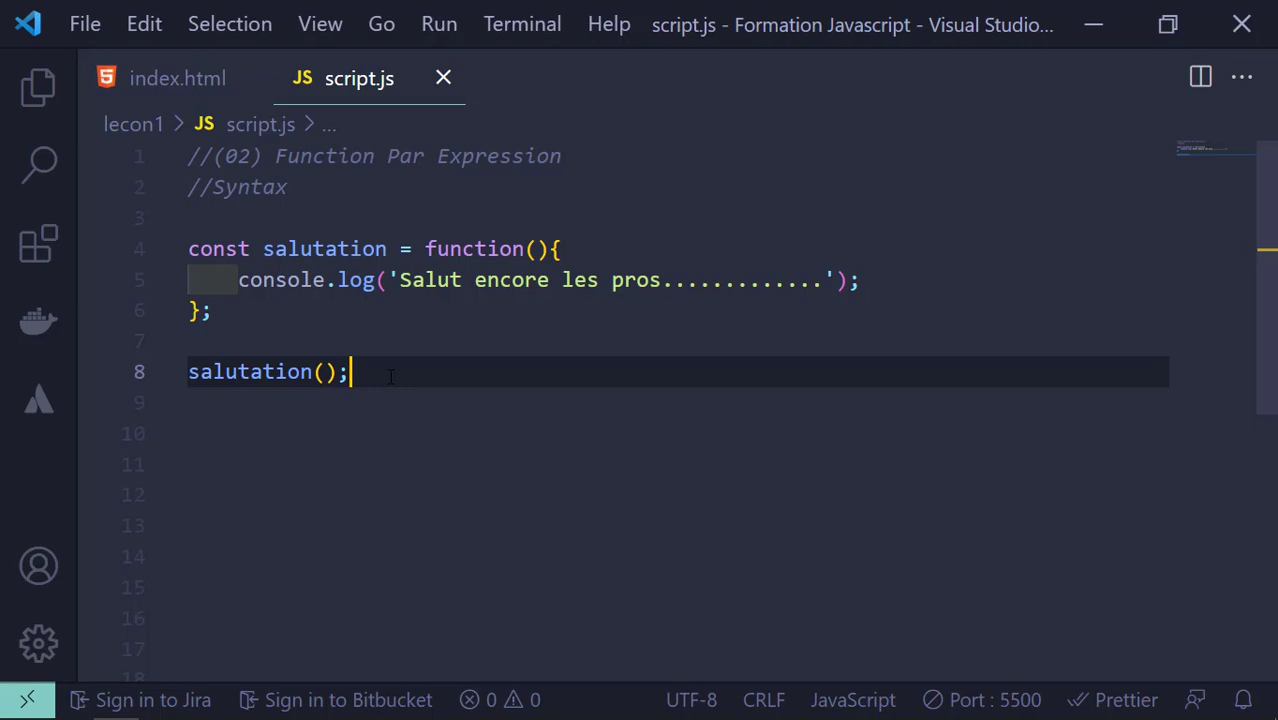 File Edit Selection View Go Run Terminal Help script.js - Formation Javascript - Visual Studio...
index.html JS script.js
lecon1 > JS script.js > ...
1 //(02) Function Par Expression
2 //Syntax
3
4 const salutation = function(){
5 console.log('Salut encore les pros.............');
6 };
7
8 salutation();
9
10
11
12
13
14
15
16
17
18
Sign in to Jira Sign in to Bitbucket 0 0 UTF-8 CRLF JavaScript Port : 5500 Prettier